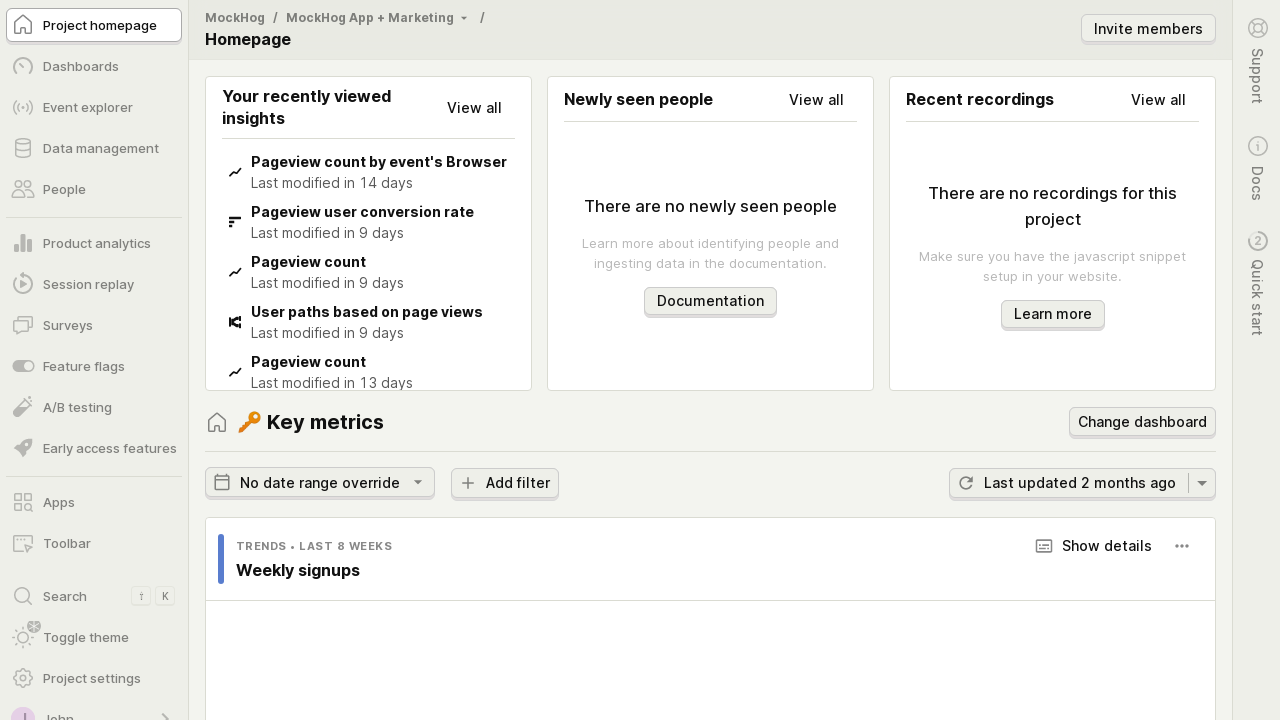 Project homepage
Dashboards
Event explorer
Data management
People
Product analytics
Session replay
Surveys
Feature flags
A/B testing
Early access features
Apps
Toolbar
Search
⇧ K
Toggle theme
Project settings
J John
MockHog / MockHog App + Marketing /
Homepage
Invite members
Your recently viewed
insights
View all
Pageview count by event's Browser
Last modified in 14 days
Pageview user conversion rate
Last modified in 9 days
Pageview count
Last modified in 9 days
User paths based on page views
Last modified in 9 days
Pageview count
Last modified in 13 days
Newly seen people
View all
There are no newly seen people
Learn more about identifying people and
ingesting data in the documentation.
Documentation
Recent recordings
View all
There are no recordings for this
project
Make sure you have the javascript snippet
setup in your website.
Learn more
🔑 Key metrics
Change dashboard
No date range override
Add filter
Last updated 2 months ago
TRENDS • LAST 8 WEEKS
Weekly signups
Show details
Support
Docs
2
Quick start